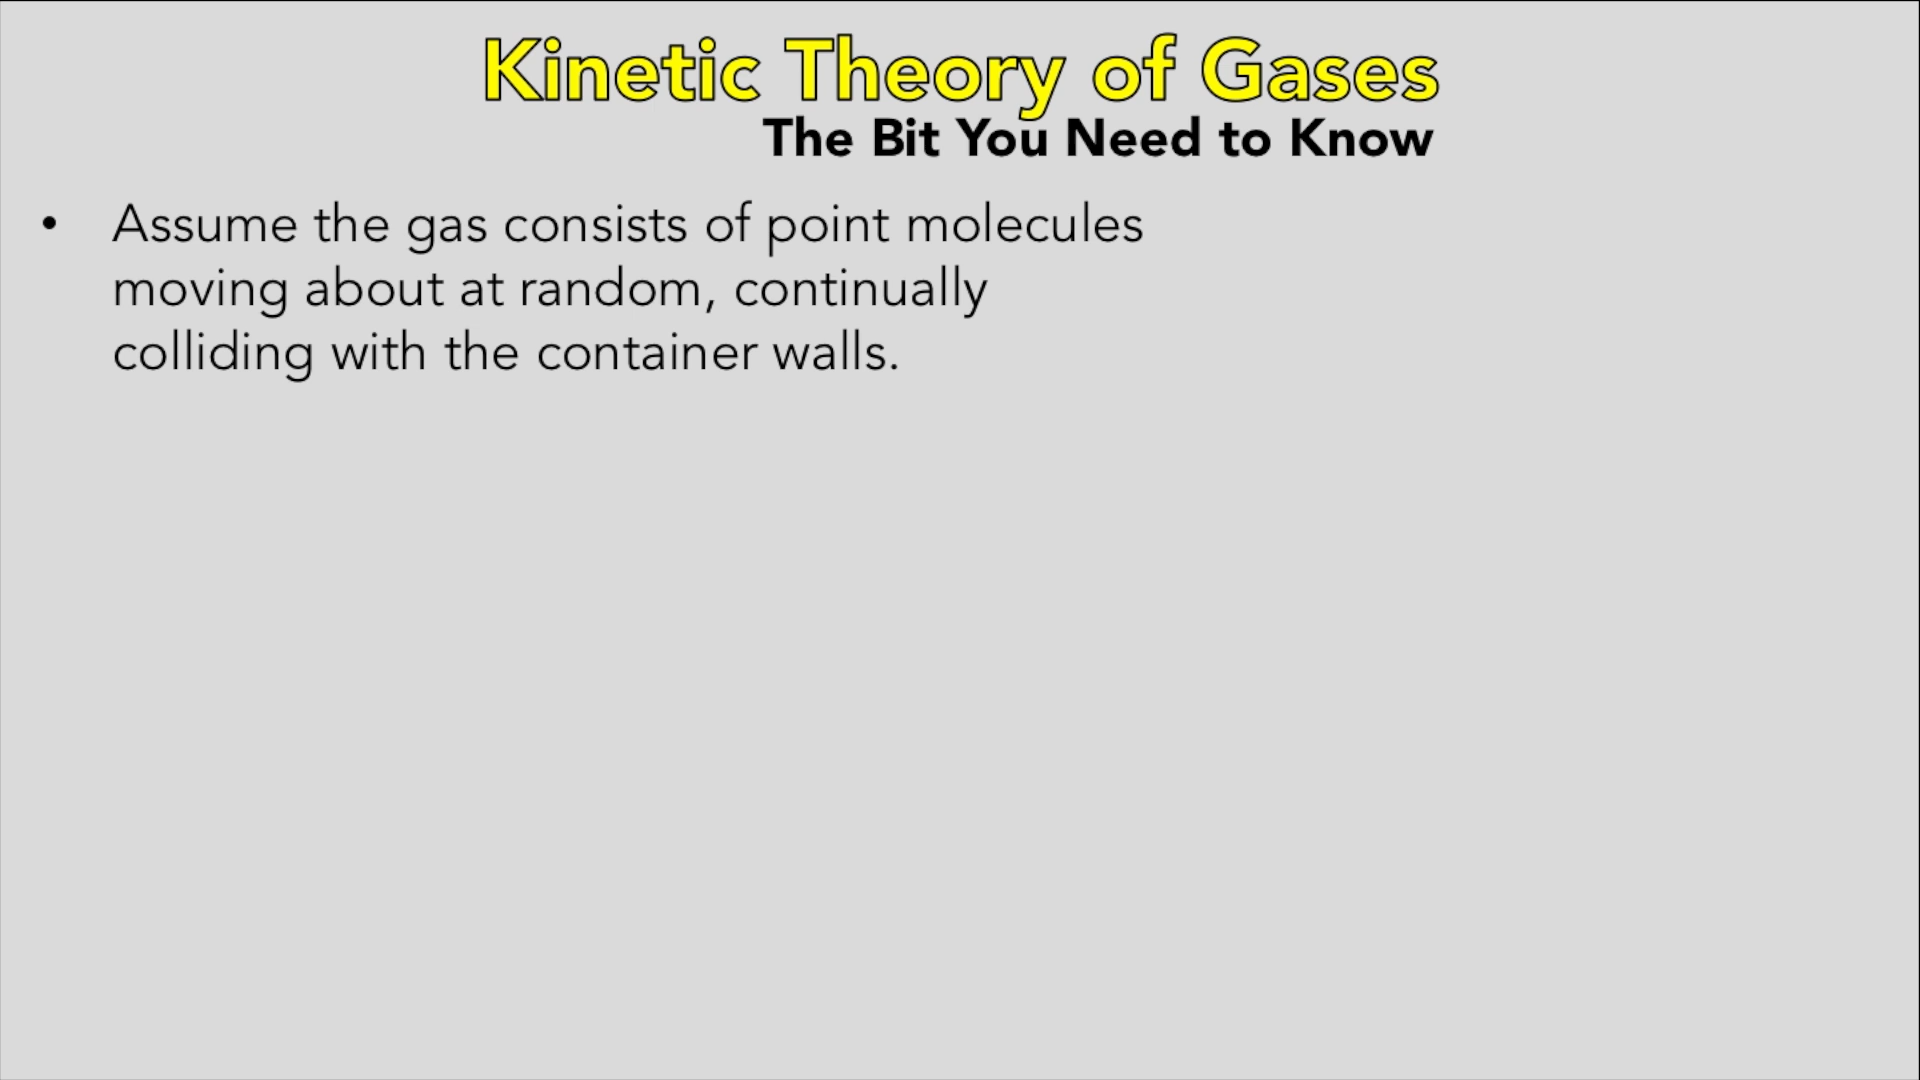 Kinetic Theory of Gases
The Bit You Need to Know
• Assume the gas consists of point molecules
moving about at random, continually
colliding with the container walls.